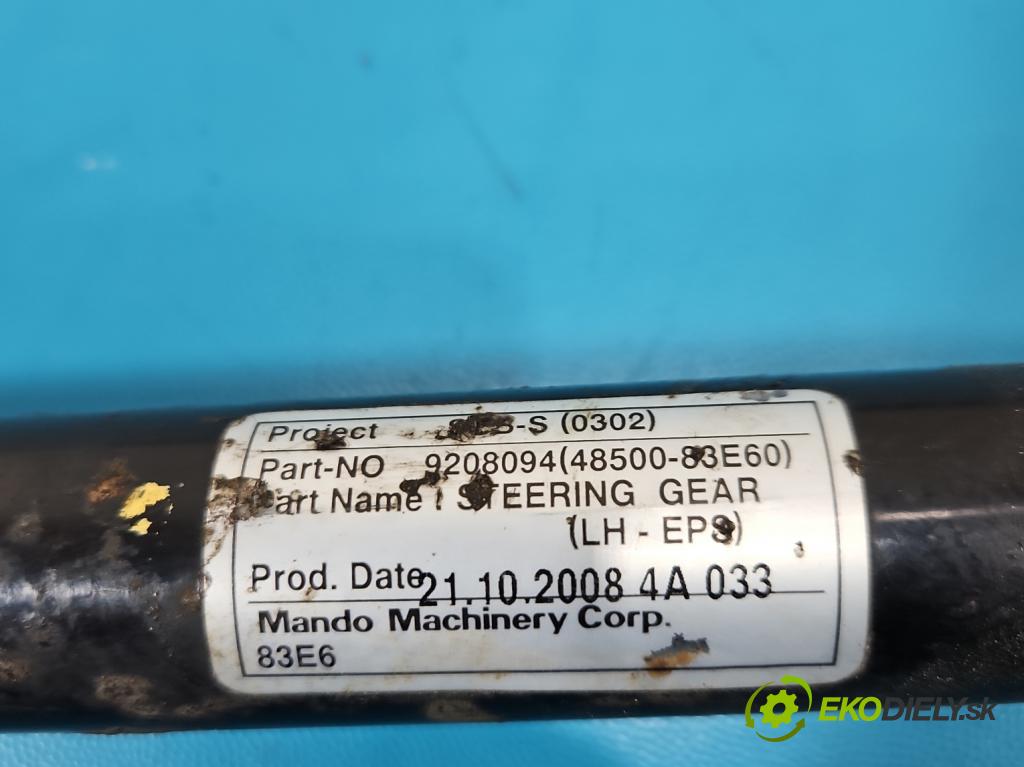 Project -S (0302)
Part-NO 9208094(48500-83E60)
Part Name : STEERING GEAR
(LH - EPS)
Prod. Date 21.10.2008 4A 033
Mando Machinery Corp.
83E6
EKODIELY.sk